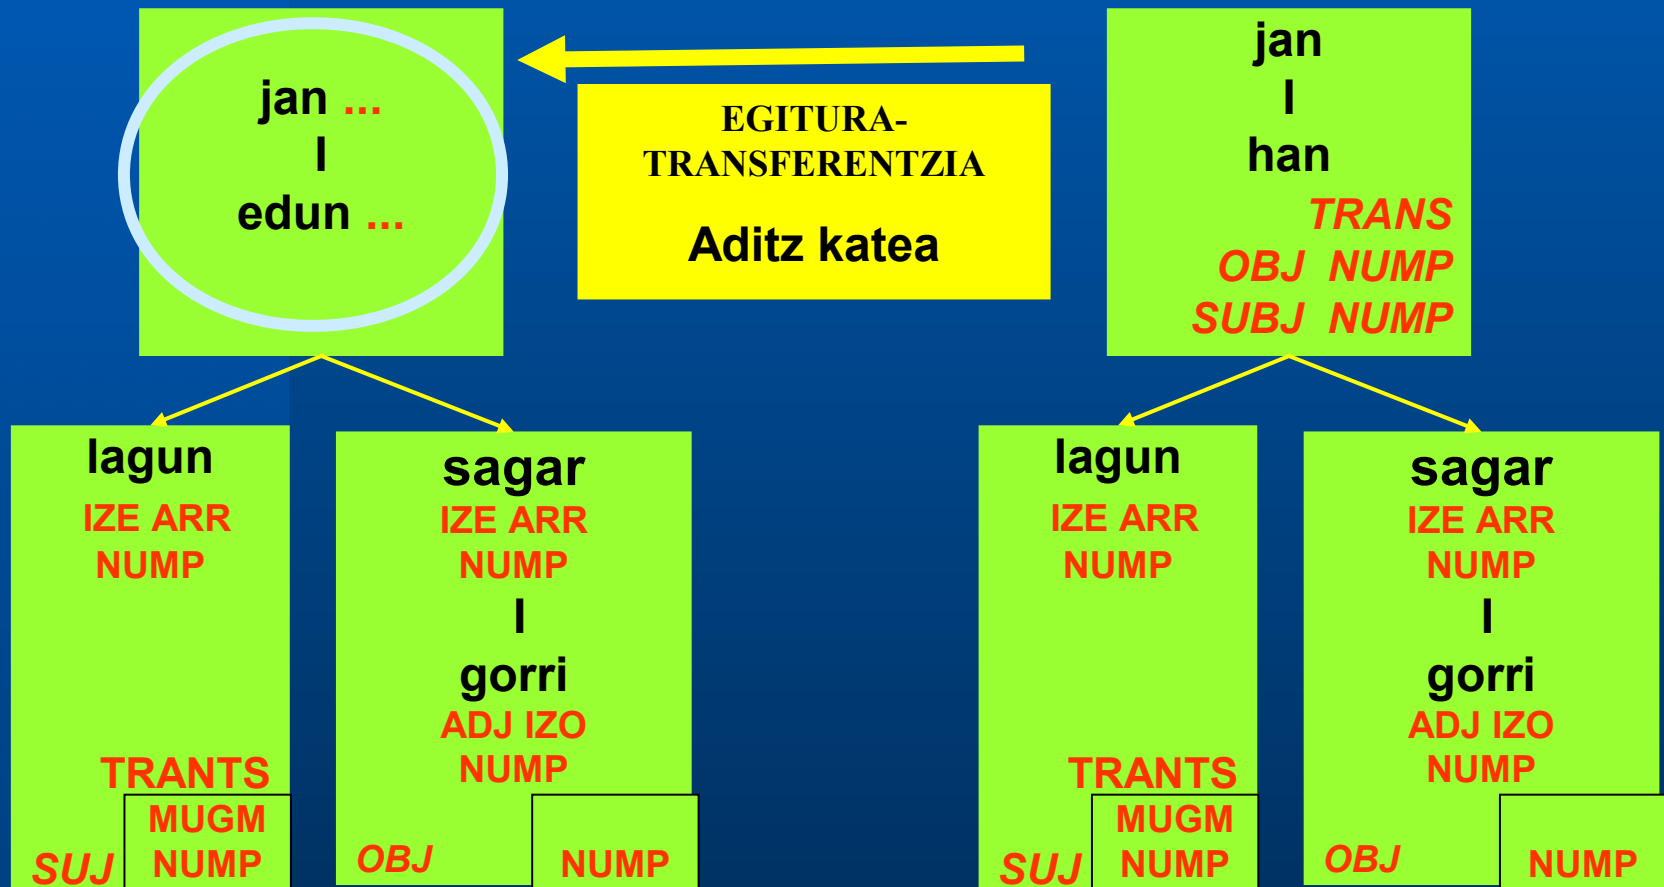 jan ...
I
edun ...
EGITURA-
TRANSFERENTZIA
Aditz katea
jan
I
han
TRANS
OBJ NUMP
SUBJ NUMP
lagun
IZE ARR
NUMP
TRANTS
MUGM
SUJ NUMP
sagar
IZE ARR
NUMP
I
gorri
ADJ IZO
NUMP
OBJ NUMP
lagun
IZE ARR
NUMP
TRANTS
MUGM
SUJ NUMP
sagar
IZE ARR
NUMP
I
gorri
ADJ IZO
NUMP
OBJ NUMP